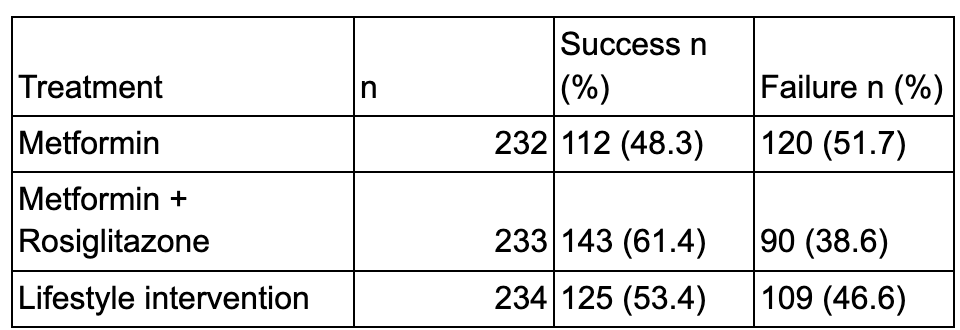 Treatment n Success n (%) Failure n (%)
Metformin 232 112 (48.3) 120 (51.7)
Metformin + Rosiglitazone 233 143 (61.4) 90 (38.6)
Lifestyle intervention 234 125 (53.4) 109 (46.6)